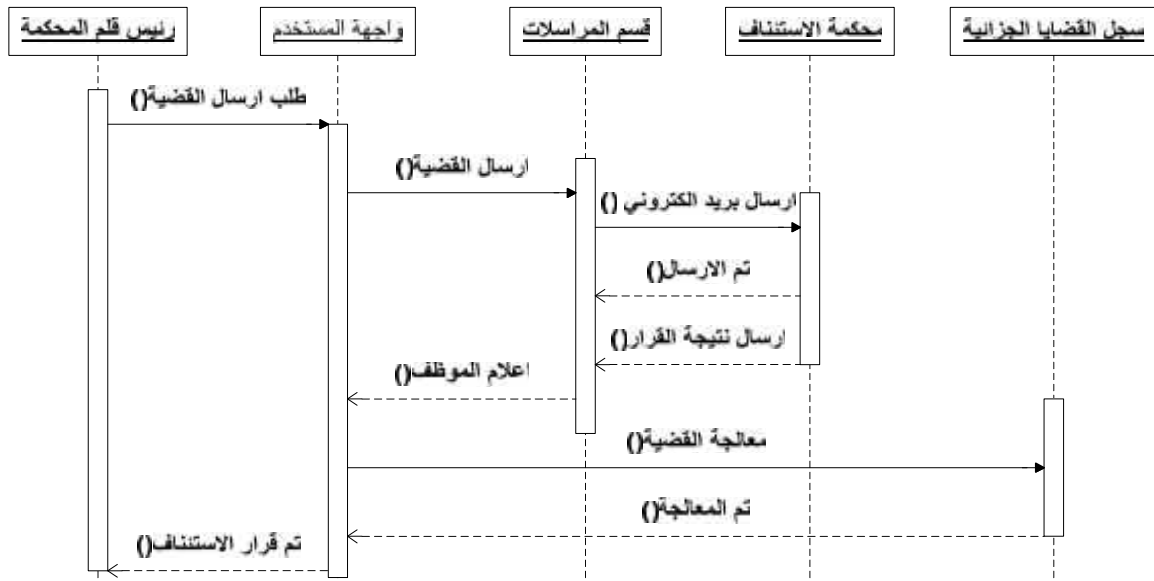 رئيس قلم المحكمة
واجهة المستخدم
قسم المراسلات
محكمة الاستئناف
سجل القضايا الجزائية
طلب ارسال القضية()
ارسال القضية()
ارسال بريد الكتروني ()
تم الارسال()
ارسال نتيجة القرار()
اعلام الموظف()
معالجة القضية()
تم المعالجة()
تم قرار الاستئناف()